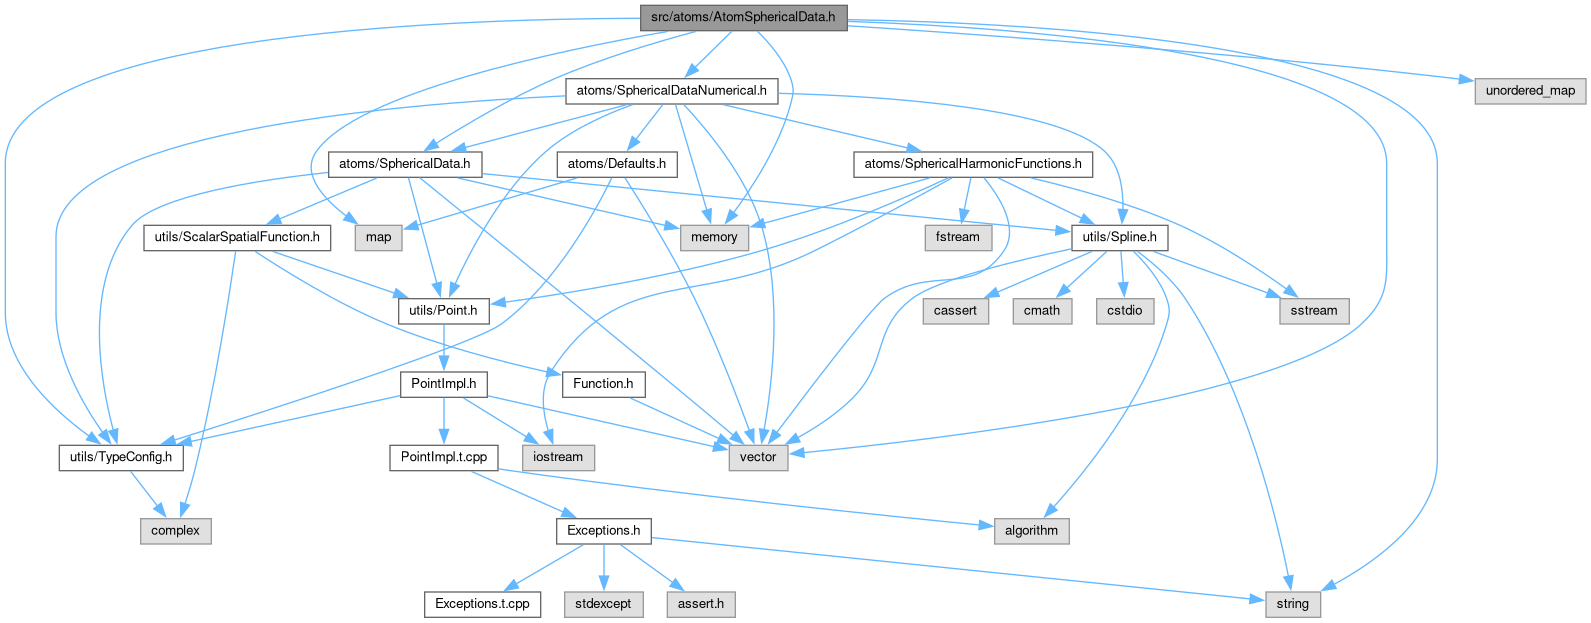 src/atoms/AtomSphericalData.h
atoms/SphericalDataNumerical.h
unordered_map
atoms/SphericalData.h
atoms/Defaults.h
atoms/SphericalHarmonicFunctions.h
utils/ScalarSpatialFunction.h
map
memory
fstream
utils/Spline.h
utils/Point.h
cassert
cmath
cstdio
sstream
PointImpl.h
Function.h
utils/TypeConfig.h
PointImpl.t.cpp
iostream
vector
complex
Exceptions.h
algorithm
Exceptions.t.cpp
stdexcept
assert.h
string